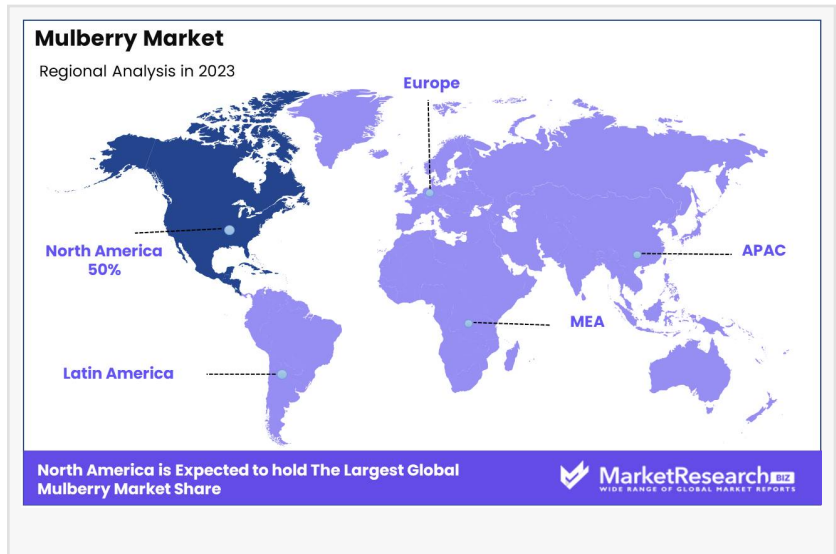 Mulberry Market
Regional Analysis in 2023
Europe
North America
50%
APAC
MEA
Latin America
North America is Expected to hold The Largest Global
Mulberry Market Share
MarketResearch BIZ
WIDE RANGE OF GLOBAL MARKET REPORTS